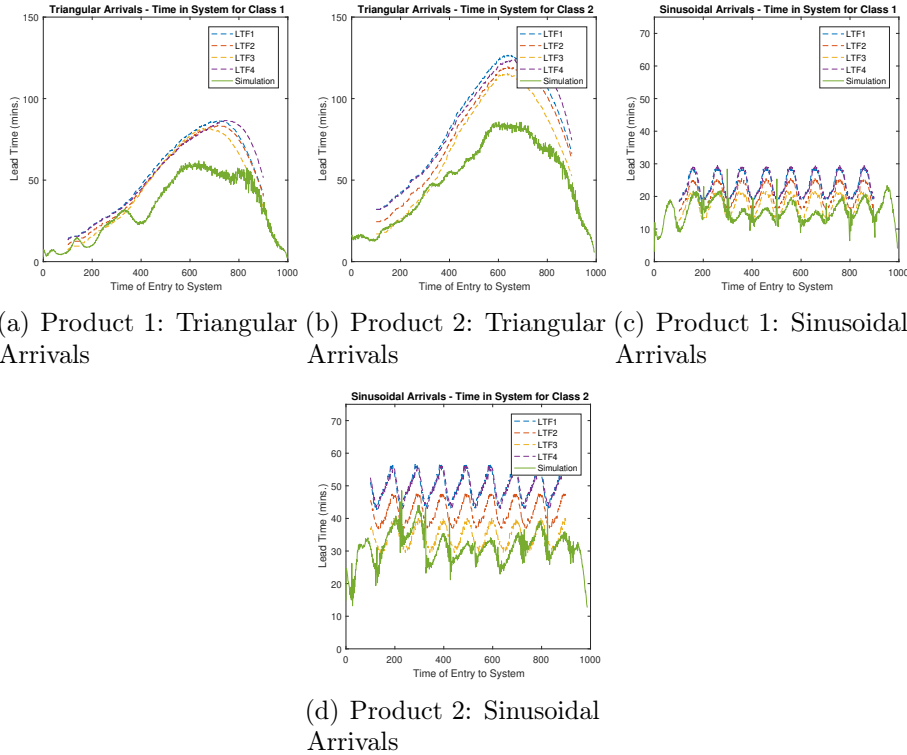 Triangular Arrivals - Time in System for Class 1
150
100
50
0
Lead Time (mins.)
LTF1
LTF2
LTF3
LTF4
Simulation
0 200 400 600 800 1000
Time of Entry to System
Triangular Arrivals - Time in System for Class 2
150
100
50
0
Lead Time (mins.)
LTF1
LTF2
LTF3
LTF4
Simulation
0 200 400 600 800 1000
Time of Entry to System
Sinusoidal Arrivals - Time in System for Class 1
70
60
50
40
30
20
10
0
Lead Time (mins.)
LTF1
LTF2
LTF3
LTF4
Simulation
0 200 400 600 800 1000
Time of Entry to System
(a) Product 1: Triangular
Arrivals
(b) Product 2: Triangular
Arrivals
(c) Product 1: Sinusoidal
Arrivals
Sinusoidal Arrivals - Time in System for Class 2
70
60
50
40
30
20
10
0
Lead Time (mins.)
LTF1
LTF2
LTF3
LTF4
Simulation
0 200 400 600 800 1000
Time of Entry to System
(d) Product 2: Sinusoidal
Arrivals